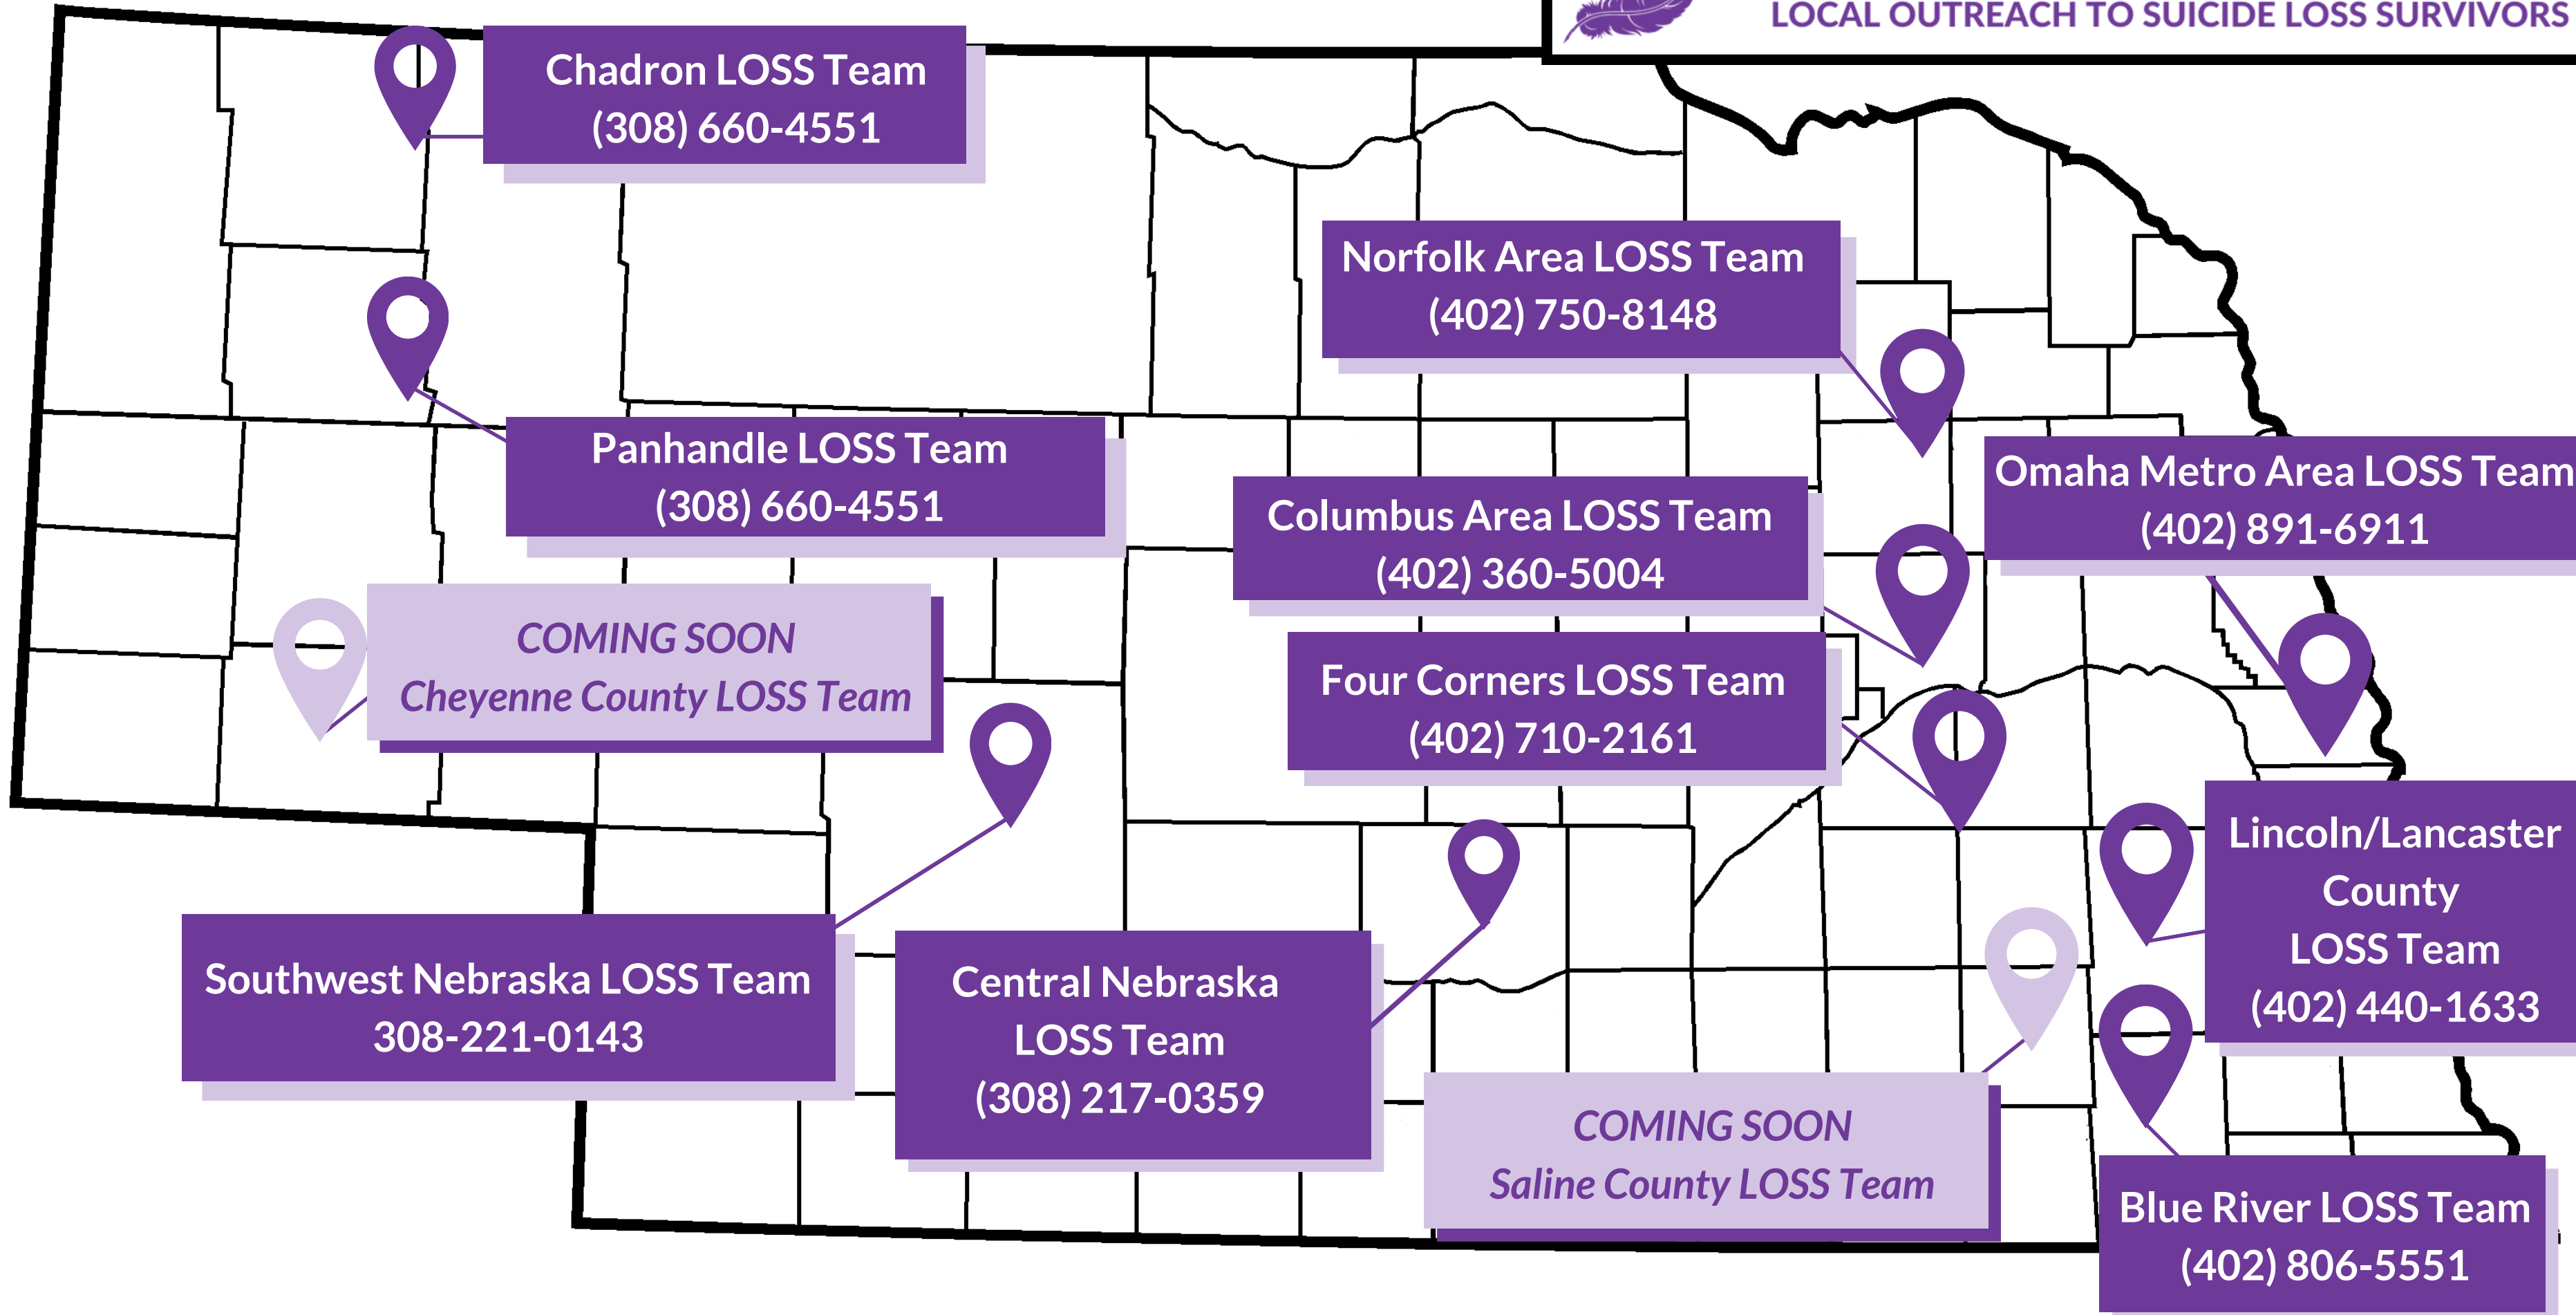 LOCAL OUTREACH TO SUICIDE LOSS SURVIVORS
Chadron LOSS Team
(308) 660-4551
Norfolk Area LOSS Team
(402) 750-8148
Panhandle LOSS Team
(308) 660-4551
Omaha Metro Area LOSS Team
(402) 891-6911
Columbus Area LOSS Team
(402) 360-5004
COMING SOON
Cheyenne County LOSS Team
Four Corners LOSS Team
(402) 710-2161
Lincoln/Lancaster
County
LOSS Team
(402) 440-1633
Southwest Nebraska LOSS Team
308-221-0143
Central Nebraska
LOSS Team
(308) 217-0359
COMING SOON
Saline County LOSS Team
Blue River LOSS Team
(402) 806-5551